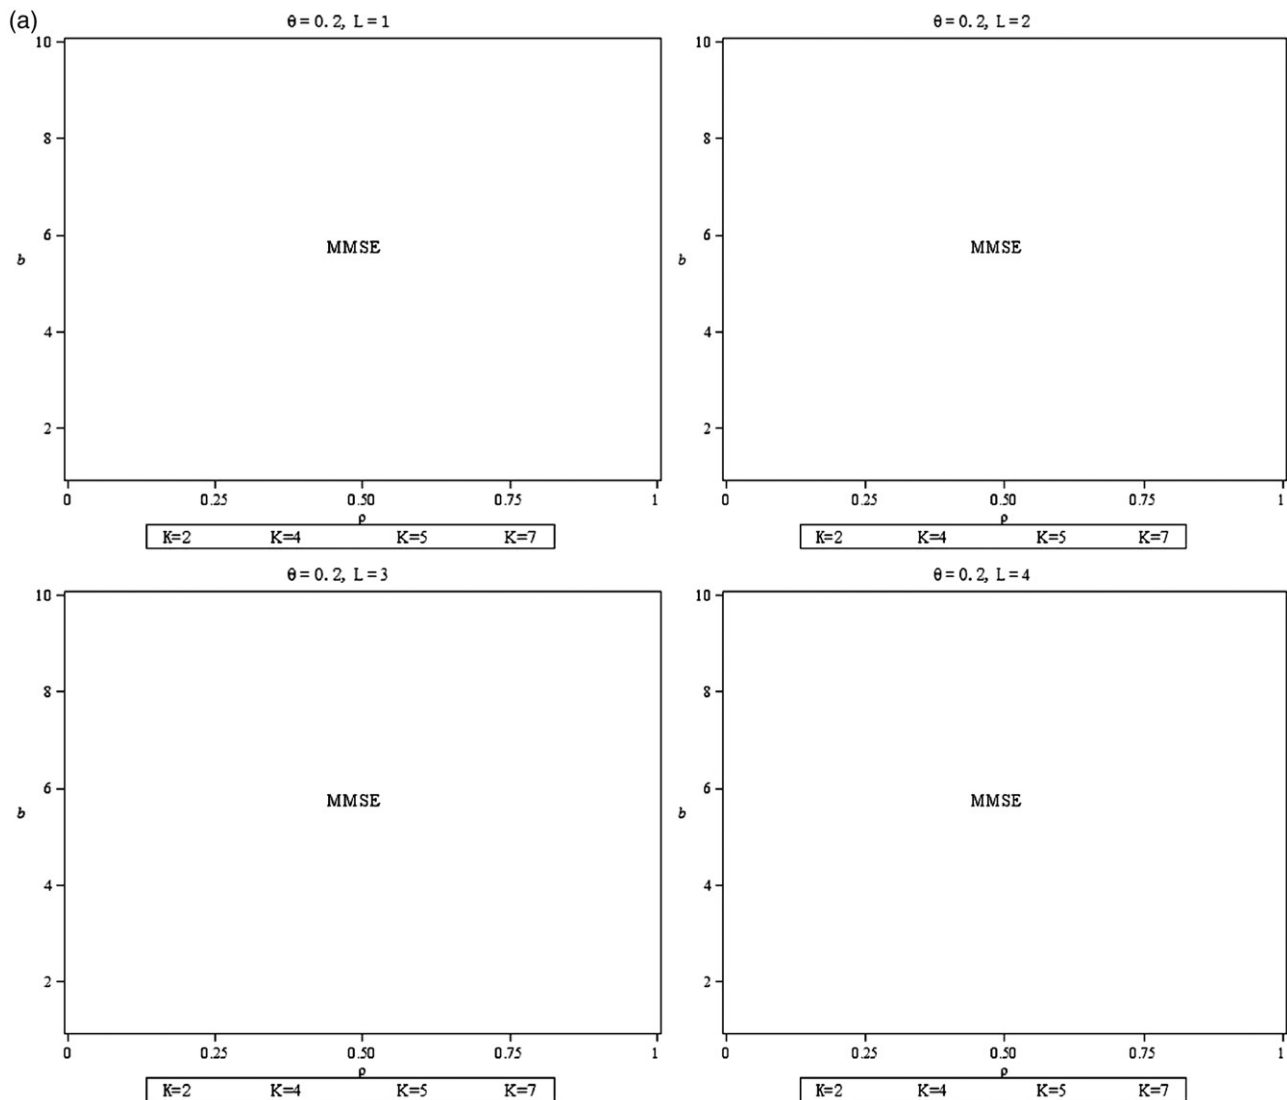 (a)
θ=0.2, L=1
10
8
6
4
2
b
MMSE
0 0.25 0.50 0.75 1
ρ
K=2 K=4 K=5 K=7
θ=0.2, L=2
10
8
6
4
2
b
MMSE
0 0.25 0.50 0.75 1
ρ
K=2 K=4 K=5 K=7
θ=0.2, L=3
10
8
6
4
2
b
MMSE
0 0.25 0.50 0.75 1
ρ
K=2 K=4 K=5 K=7
θ=0.2, L=4
10
8
6
4
2
b
MMSE
0 0.25 0.50 0.75 1
ρ
K=2 K=4 K=5 K=7